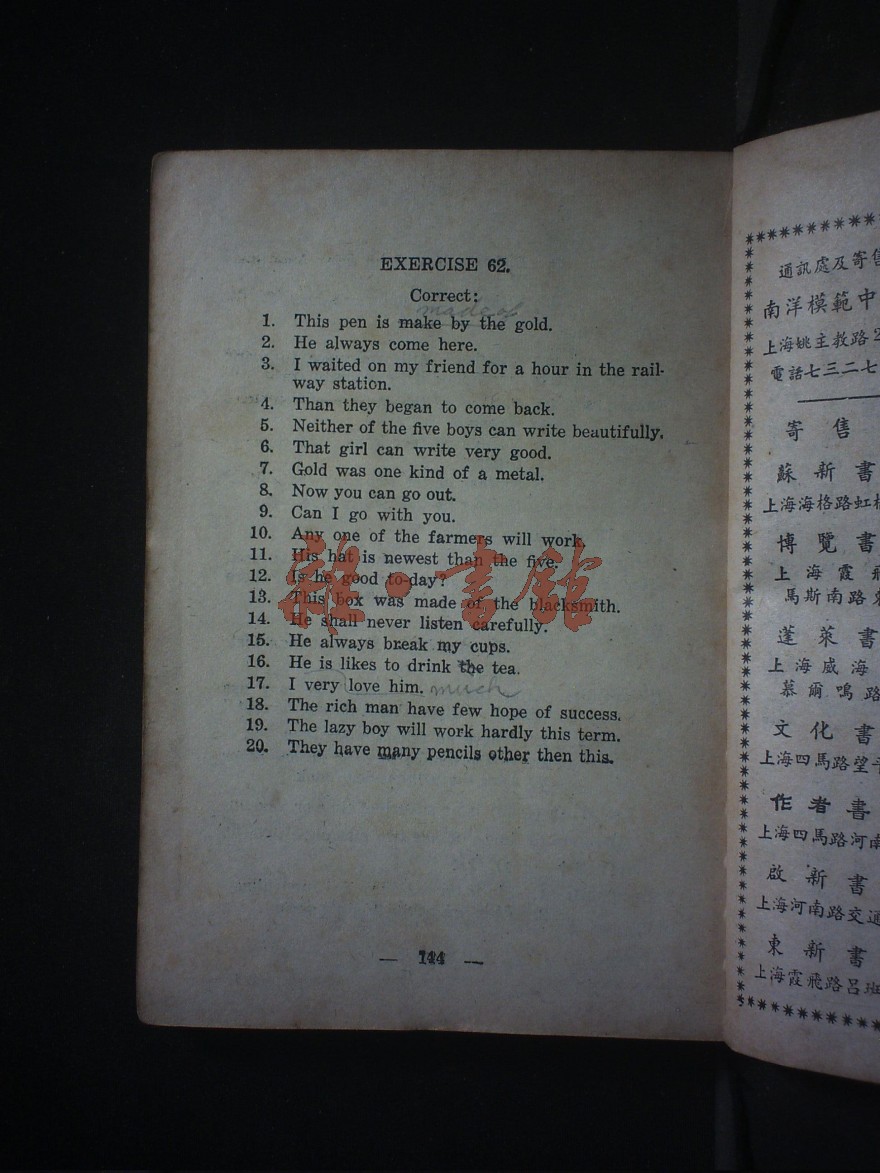 EXERCISE 62.
Correct:
made of
1. This pen is make by the gold.
2. He always come here.
3. I waited on my friend for a hour in the rail-
way station.
4. Than they began to come back.
5. Neither of the five boys can write beautifully.
6. That girl can write very good.
7. Gold was one kind of a metal.
8. Now you can go out.
9. Can I go with you.
10. Any one of the farmers will work.
11. His hat is newest than the five.
12. Is he good to-day?
13. This box was made of the blacksmith.
14. He shall never listen carefully.
15. He always break my cups.
16. He is likes to drink the tea.
17. I very love him. much
18. The rich man have few hope of success.
19. The lazy boy will work hardly this term.
20. They have many pencils other then this.
— 144 —
雜·書館
通訊處及寄售
南洋模範中
上海姚主教路2
電話七三二七
寄售
蘇新書
上海海格路虹橋
博覽書
上海霞飛
馬斯南路
蓬萊書
上海威海
慕爾鳴路
文化書
上海四馬路望平
作者書
上海四馬路河南
啟新書
上海河南路交通
東新書
上海霞飛路呂班